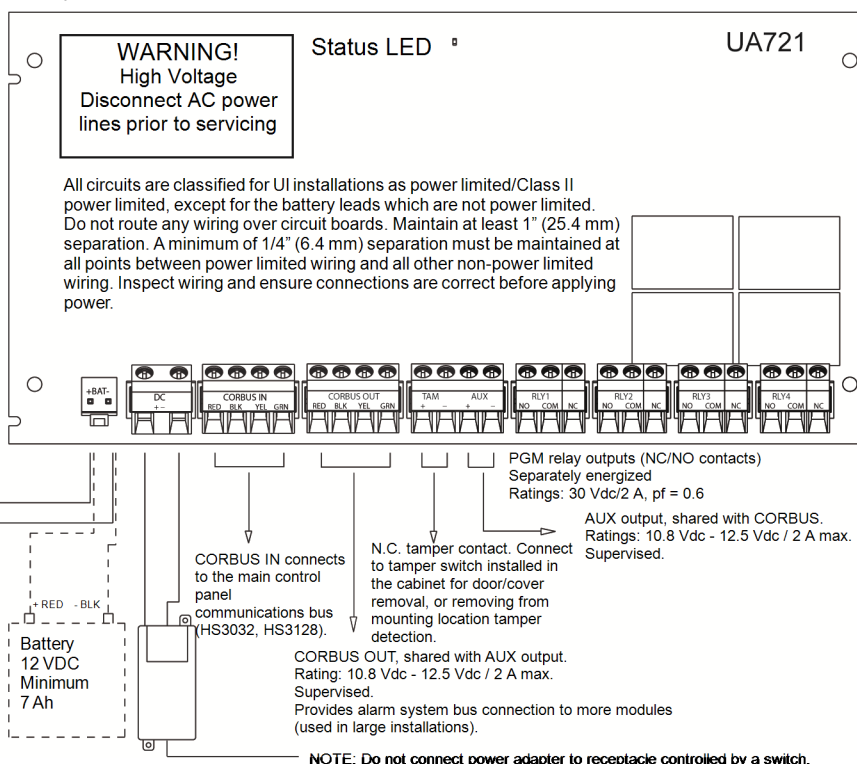 WARNING!
High Voltage
Disconnect AC power
lines prior to servicing
Status LED
UA721
All circuits are classified for Ul installations as power limited/Class II
power limited, except for the battery leads which are not power limited.
Do not route any wiring over circuit boards. Maintain at least 1” (25.4 mm)
separation. A minimum of 1/4” (6.4 mm) separation must be maintained at
all points between power limited wiring and all other non-power limited
wiring. Inspect wiring and ensure connections are correct before applying
power.
+BAT-
DC
+ -
CORBUS IN
RED BLK YEL GRN
CORBUS OUT
RED BLK YEL GRN
TAM
+ -
AUX
+ -
RLY1
NO COM NC
RLY2
NO COM NC
RLY3
NO COM NC
RLY4
NO COM NC
PGM relay outputs (NC/NO contacts)
Separately energized
Ratings: 30 Vdc/2 A, pf = 0.6
AUX output, shared with CORBUS.
Ratings: 10.8 Vdc - 12.5 Vdc / 2 A max.
Supervised.
N.C. tamper contact. Connect
to tamper switch installed in
the cabinet for door/cover
removal, or removing from
mounting location tamper
detection.
CORBUS IN connects
to the main control
panel
communications bus
(HS3032, HS3128).
+ RED - BLK
Battery
12 VDC
Minimum
7 Ah
CORBUS OUT, shared with AUX output.
Rating: 10.8 Vdc - 12.5 Vdc / 2 A max.
Supervised.
Provides alarm system bus connection to more modules
(used in large installations).
NOTE: Do not connect power adapter to receptacle controlled by a switch.